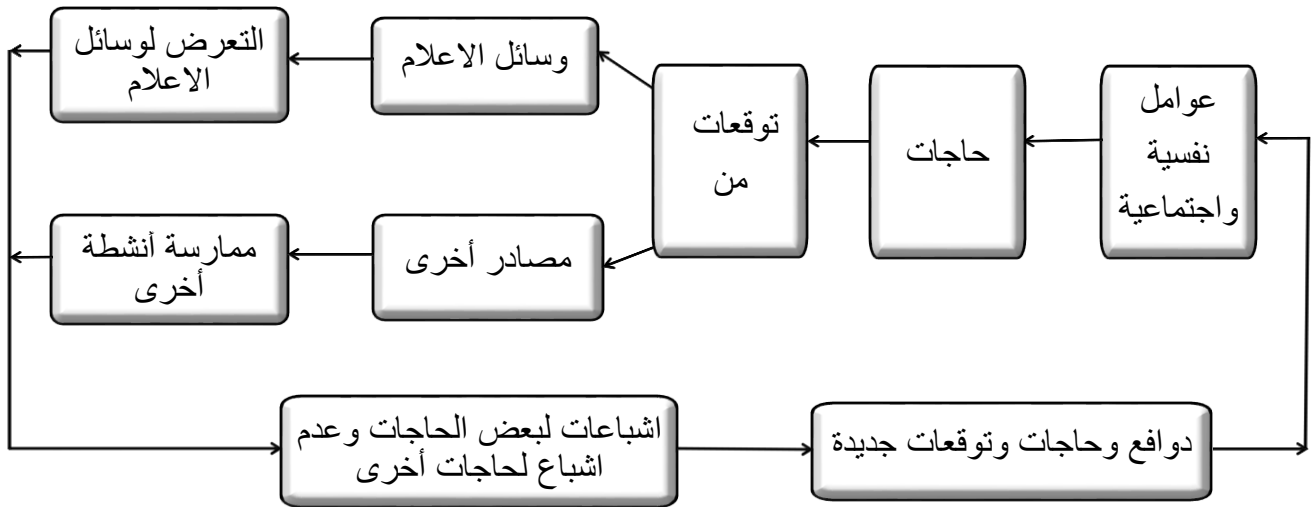 عوامل
نفسية
واجتماعية
حاجات
توقعات
من
وسائل الاعلام
التعرض لوسائل
الاعلام
مصادر أخرى
ممارسة أنشطة
أخرى
اشباعات لبعض الحاجات وعدم
اشباع لحاجات أخرى
دوافع وحاجات وتوقعات جديدة